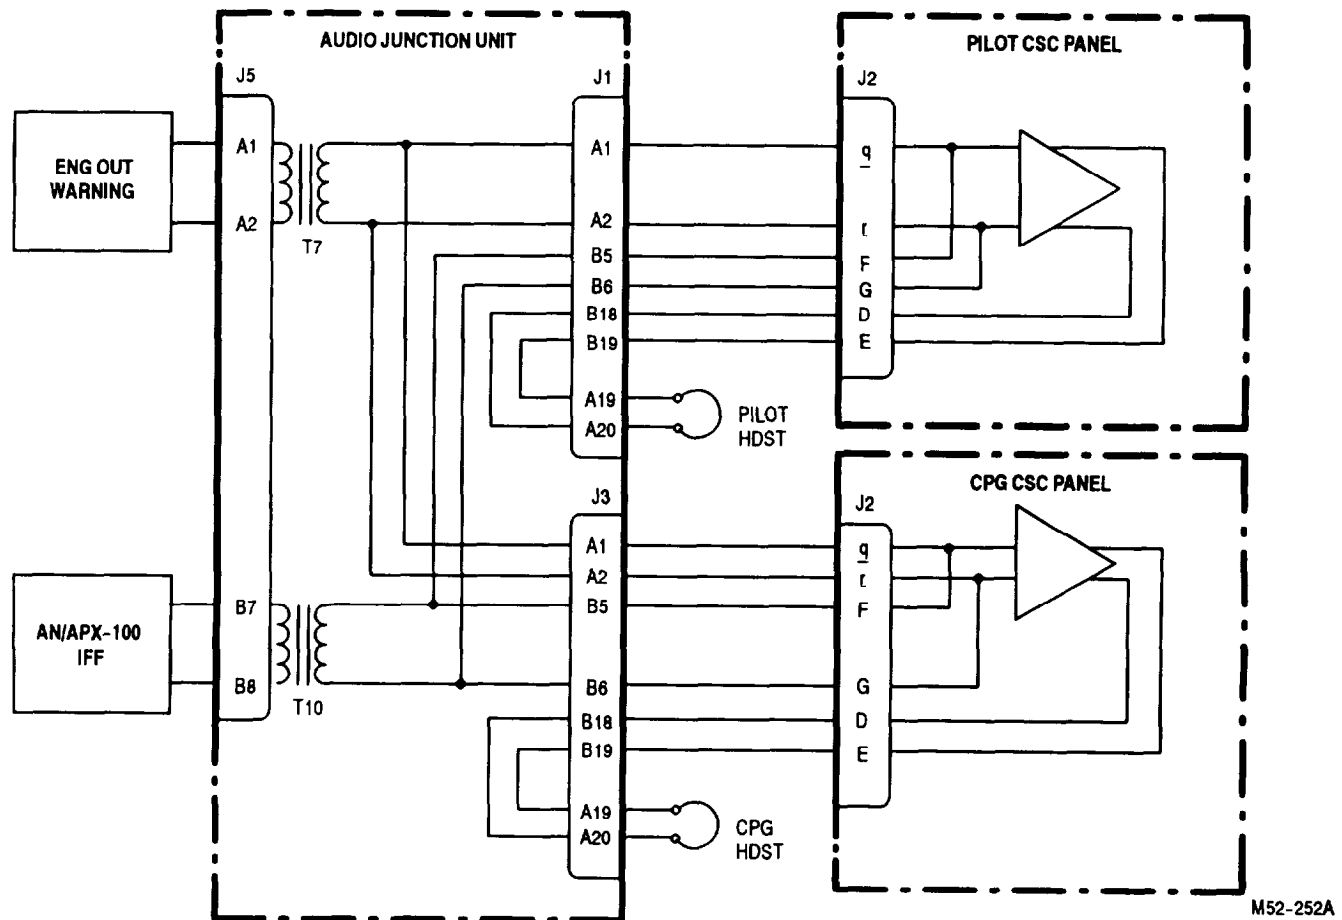 AUDIO JUNCTION UNIT
PILOT CSC PANEL
J5
J1
J2
ENG OUT
WARNING
A1
A2
T7
A1
A2
B5
B6
B18
B19
A19
A20
q
r
F
G
D
E
PILOT
HDST
J3
CPG CSC PANEL
J2
AN/APX-100
IFF
B7
B8
T10
A1
A2
B5
B6
B18
B19
A19
A20
q
r
F
G
D
E
CPG
HDST
M52-252A